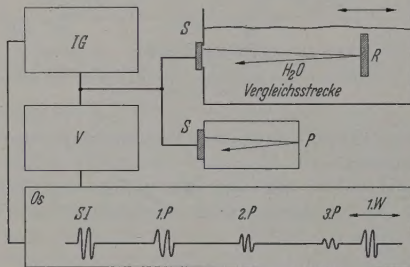 IG
S
R
H₂O
Vergleichsstrecke
V
S
P
Os
SI 1.P 2.P 3.P 1.W